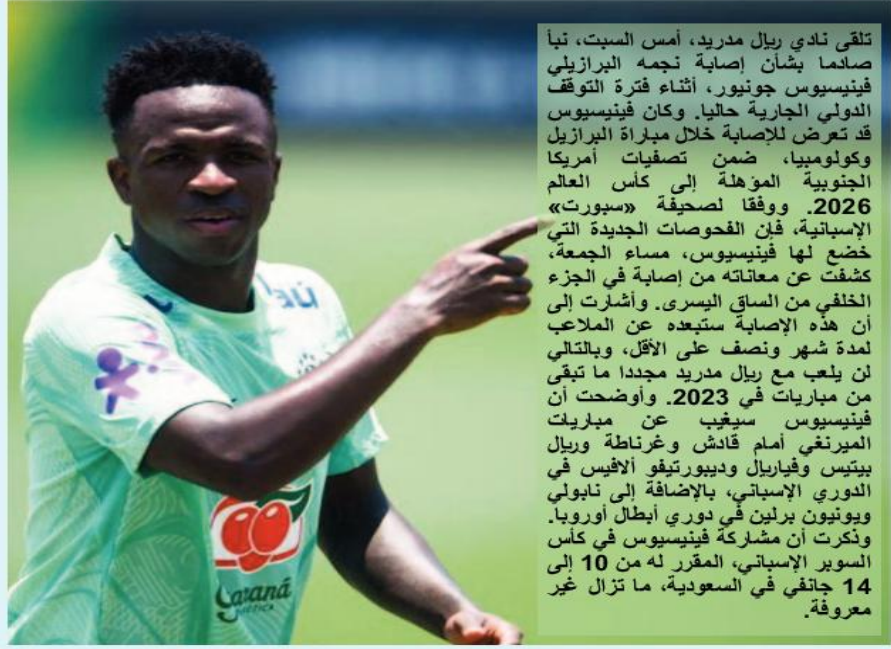 تلقى نادي ريال مدريد، أمس السبت، نبأ
صادما بشأن إصابة نجمه البرازيلي
فينيسيوس جونيور، أثناء فترة التوقف
الدولي الجارية حاليا. وكان فينيسيوس
قد تعرض للإصابة خلال مباراة البرازيل
وكولومبيا، ضمن تصفيات أمريكا
الجنوبية المؤهلة إلى كأس العالم
2026. ووفقا لصحيفة «سبورت»
الإسبانية، فإن الفحوصات الجديدة التي
خضع لها فينيسيوس، مساء الجمعة،
كشفت عن معاناته من إصابة في الجزء
الخلفي من الساق اليسرى. وأشارت إلى
أن هذه الإصابة ستبعده عن الملاعب
لمدة شهر ونصف على الأقل، وبالتالي
لن يلعب مع ريال مدريد مجددا ما تبقى
من مباريات في 2023. وأوضحت أن
فينيسيوس سيغيب عن مباريات
الميرنغي أمام قادش وغرناطة وريال
بيتيس وفياريال وديبورتيفو ألافيس في
الدوري الإسباني، بالإضافة إلى نابولي
ويونيون برلين في دوري أبطال أوروبا.
وذكرت أن مشاركة فينيسيوس في كأس
السوبر الإسباني، المقرر له من 10 إلى
14 جانفي في السعودية، ما تزال غير
معروفة.
Guaraná